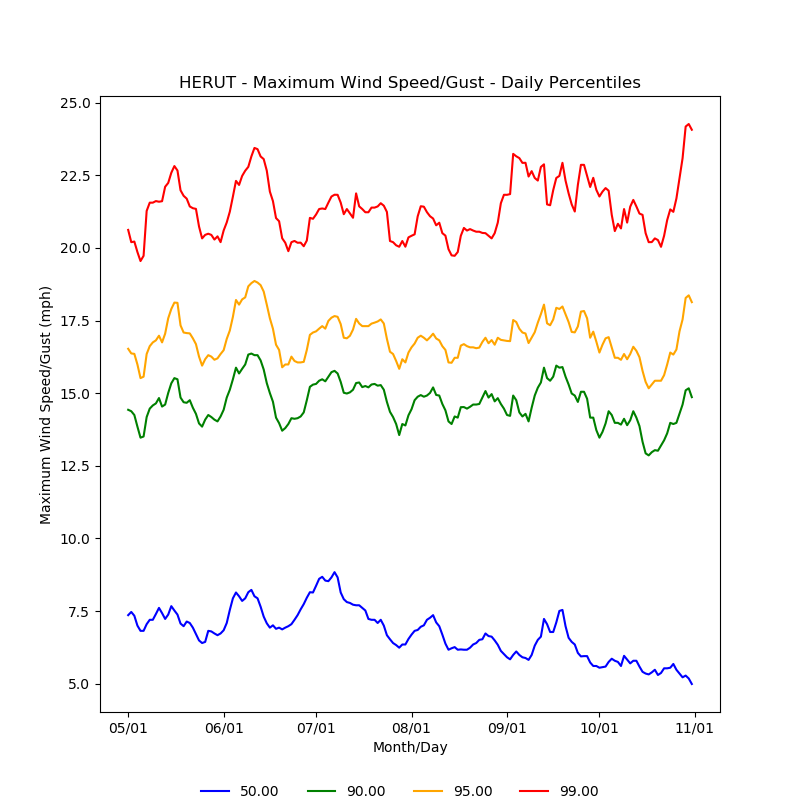 HERUT - Maximum Wind Speed/Gust - Daily Percentiles
25.0
22.5
20.0
17.5
15.0
12.5
10.0
7.5
5.0
Maximum Wind Speed/Gust (mph)
05/01 06/01 07/01 08/01 09/01 10/01 11/01
Month/Day
50.00 90.00 95.00 99.00